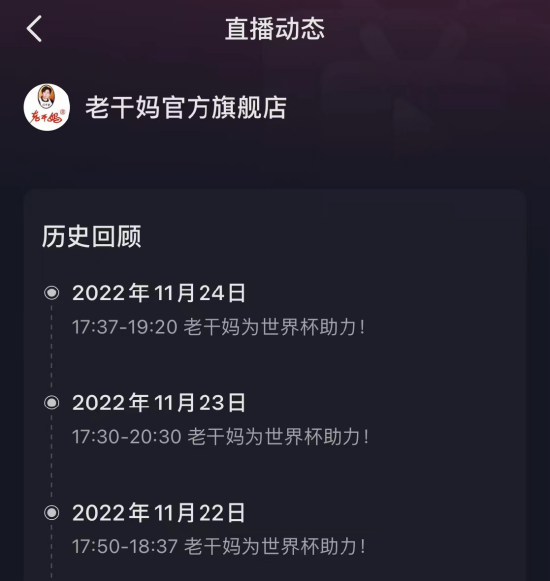 直播动态
老干妈
老干妈官方旗舰店
历史回顾
2022年11月24日
17:37-19:20 老干妈为世界杯助力!
2022年11月23日
17:30-20:30 老干妈为世界杯助力!
2022年11月22日
17:50-18:37 老干妈为世界杯助力!